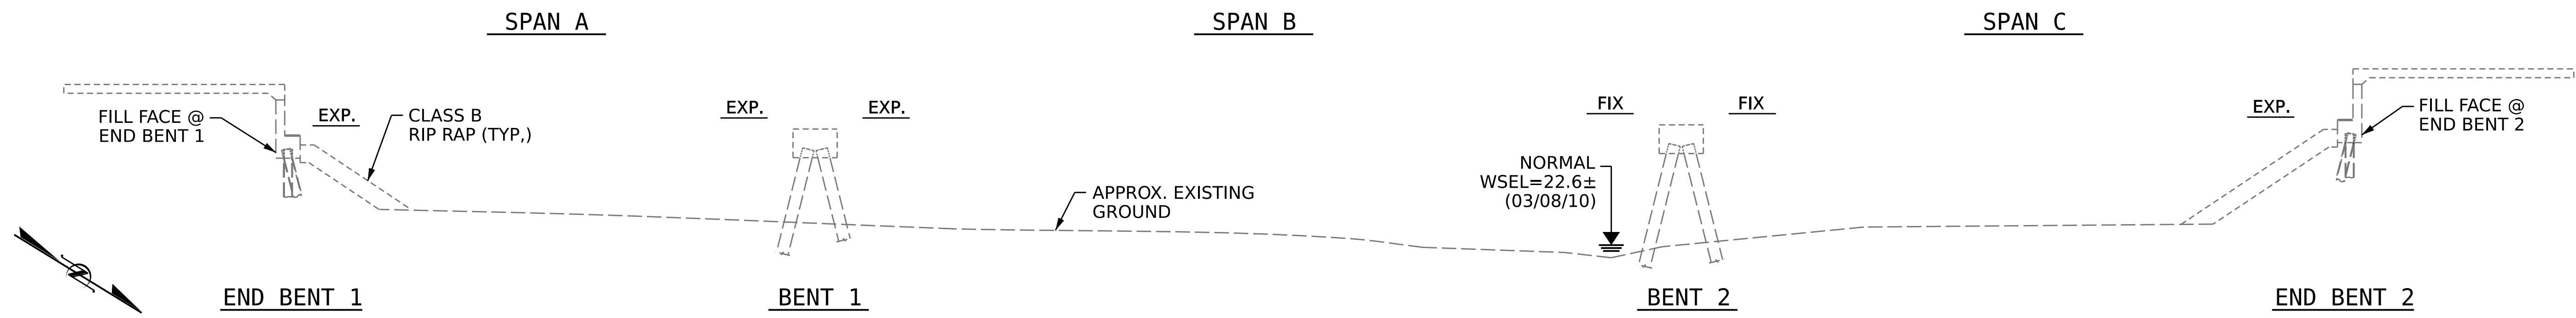 SPAN A
SPAN B
SPAN C
FILL FACE @
END BENT 1
EXP.
CLASS B
RIP RAP (TYP,)
EXP.
EXP.
APPROX. EXISTING
GROUND
FIX
FIX
NORMAL
WSEL=22.6±
(03/08/10)
EXP.
FILL FACE @
END BENT 2
N
END BENT 1
BENT 1
BENT 2
END BENT 2